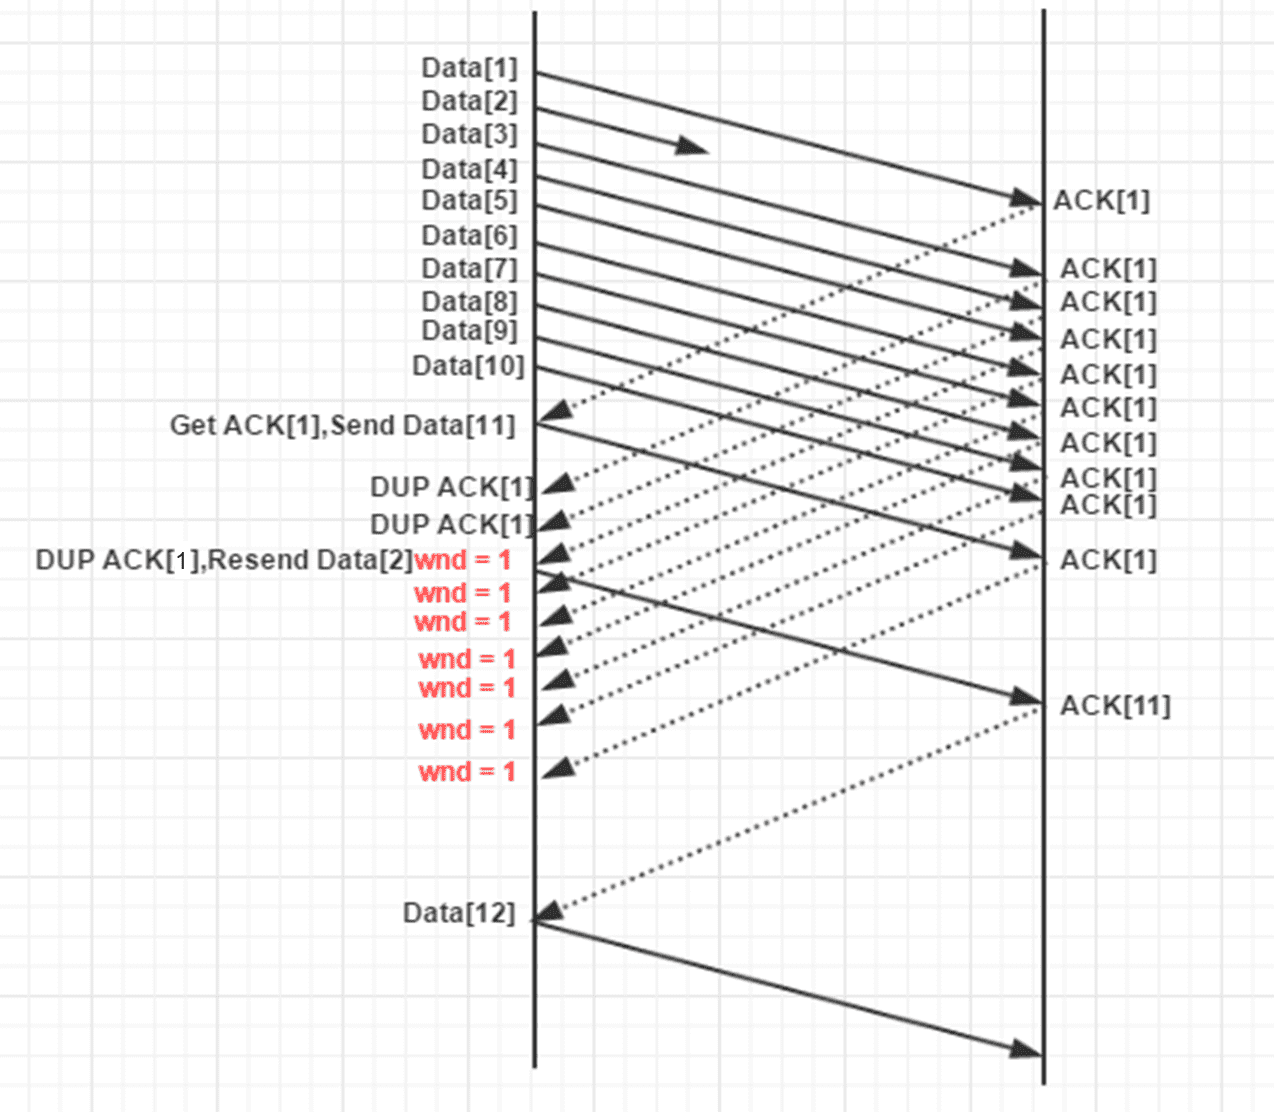 Data[1]
Data[2]
Data[3]
Data[4]
Data[5]
Data[6]
Data[7]
Data[8]
Data[9]
Data[10]
Get ACK[1],Send Data[11]
DUP ACK[1]
DUP ACK[1]
DUP ACK[1],Resend Data[2]wnd = 1
wnd = 1
wnd = 1
wnd = 1
wnd = 1
wnd = 1
wnd = 1
Data[12]
ACK[1]
ACK[1]
ACK[1]
ACK[1]
ACK[1]
ACK[1]
ACK[1]
ACK[1]
ACK[1]
ACK[1]
ACK[11]